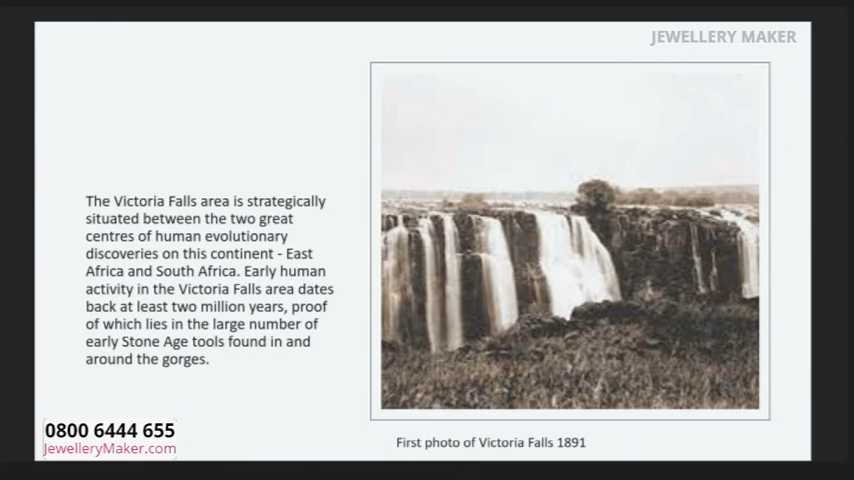 JEWELLERY MAKER
The Victoria Falls area is strategically
situated between the two great
centres of human evolutionary
discoveries on this continent - East
Africa and South Africa. Early human
activity in the Victoria Falls area dates
back at least two million years, proof
of which lies in the large number of
early Stone Age tools found in and
around the gorges.
0800 6444 655
JewelleryMaker.com
First photo of Victoria Falls 1891